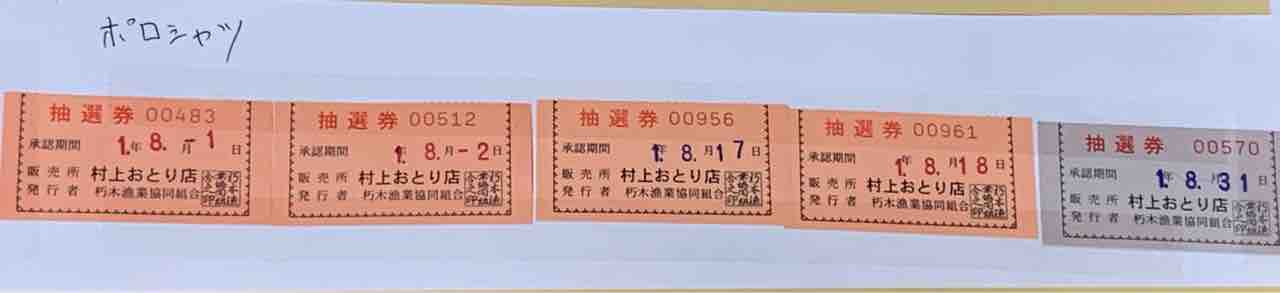 ポロシャツ
抽選券 00483
承認期間 1.年 8.月-1日
販売所 村上おとり店
発行者 朽木漁業協同組合
抽選券 00512
承認期間 1.年 8.月-2日
販売所 村上おとり店
発行者 朽木漁業協同組合
抽選券 00956
承認期間 1.年 8.月17日
販売所 村上おとり店
発行者 朽木漁業協同組合
抽選券 00961
承認期間 1.年 8.月18日
販売所 村上おとり店
発行者 朽木漁業協同組合
抽選券 00570
承認期間 1.年 8.月31日
販売所 村上おとり店
発行者 朽木漁業協同組合